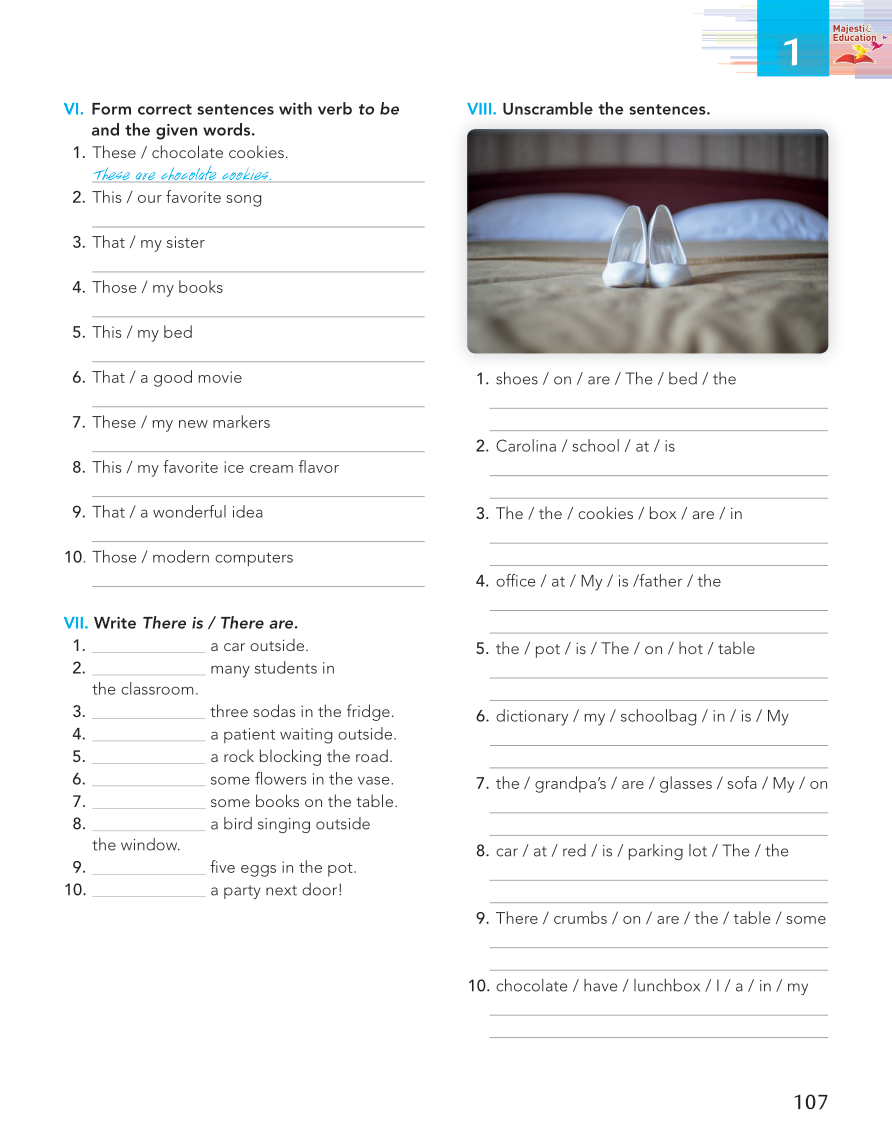 1
Majestic
Education
VI. Form correct sentences with verb to be
and the given words.
1. These / chocolate cookies.
These are chocolate cookies.
2. This / our favorite song
3. That / my sister
4. Those / my books
5. This / my bed
6. That / a good movie
7. These / my new markers
8. This / my favorite ice cream flavor
9. That / a wonderful idea
10. Those / modern computers
VII. Write There is / There are.
1. ______________ a car outside.
2. ______________ many students in
the classroom.
3. ______________ three sodas in the fridge.
4. ______________ a patient waiting outside.
5. ______________ a rock blocking the road.
6. ______________ some flowers in the vase.
7. ______________ some books on the table.
8. ______________ a bird singing outside
the window.
9. ______________ five eggs in the pot.
10. ______________ a party next door!
VIII. Unscramble the sentences.
1. shoes / on / are / The / bed / the
2. Carolina / school / at / is
3. The / the / cookies / box / are / in
4. office / at / My / is /father / the
5. the / pot / is / The / on / hot / table
6. dictionary / my / schoolbag / in / is / My
7. the / grandpa's / are / glasses / sofa / My / on
8. car / at / red / is / parking lot / The / the
9. There / crumbs / on / are / the / table / some
10. chocolate / have / lunchbox / I / a / in / my
107